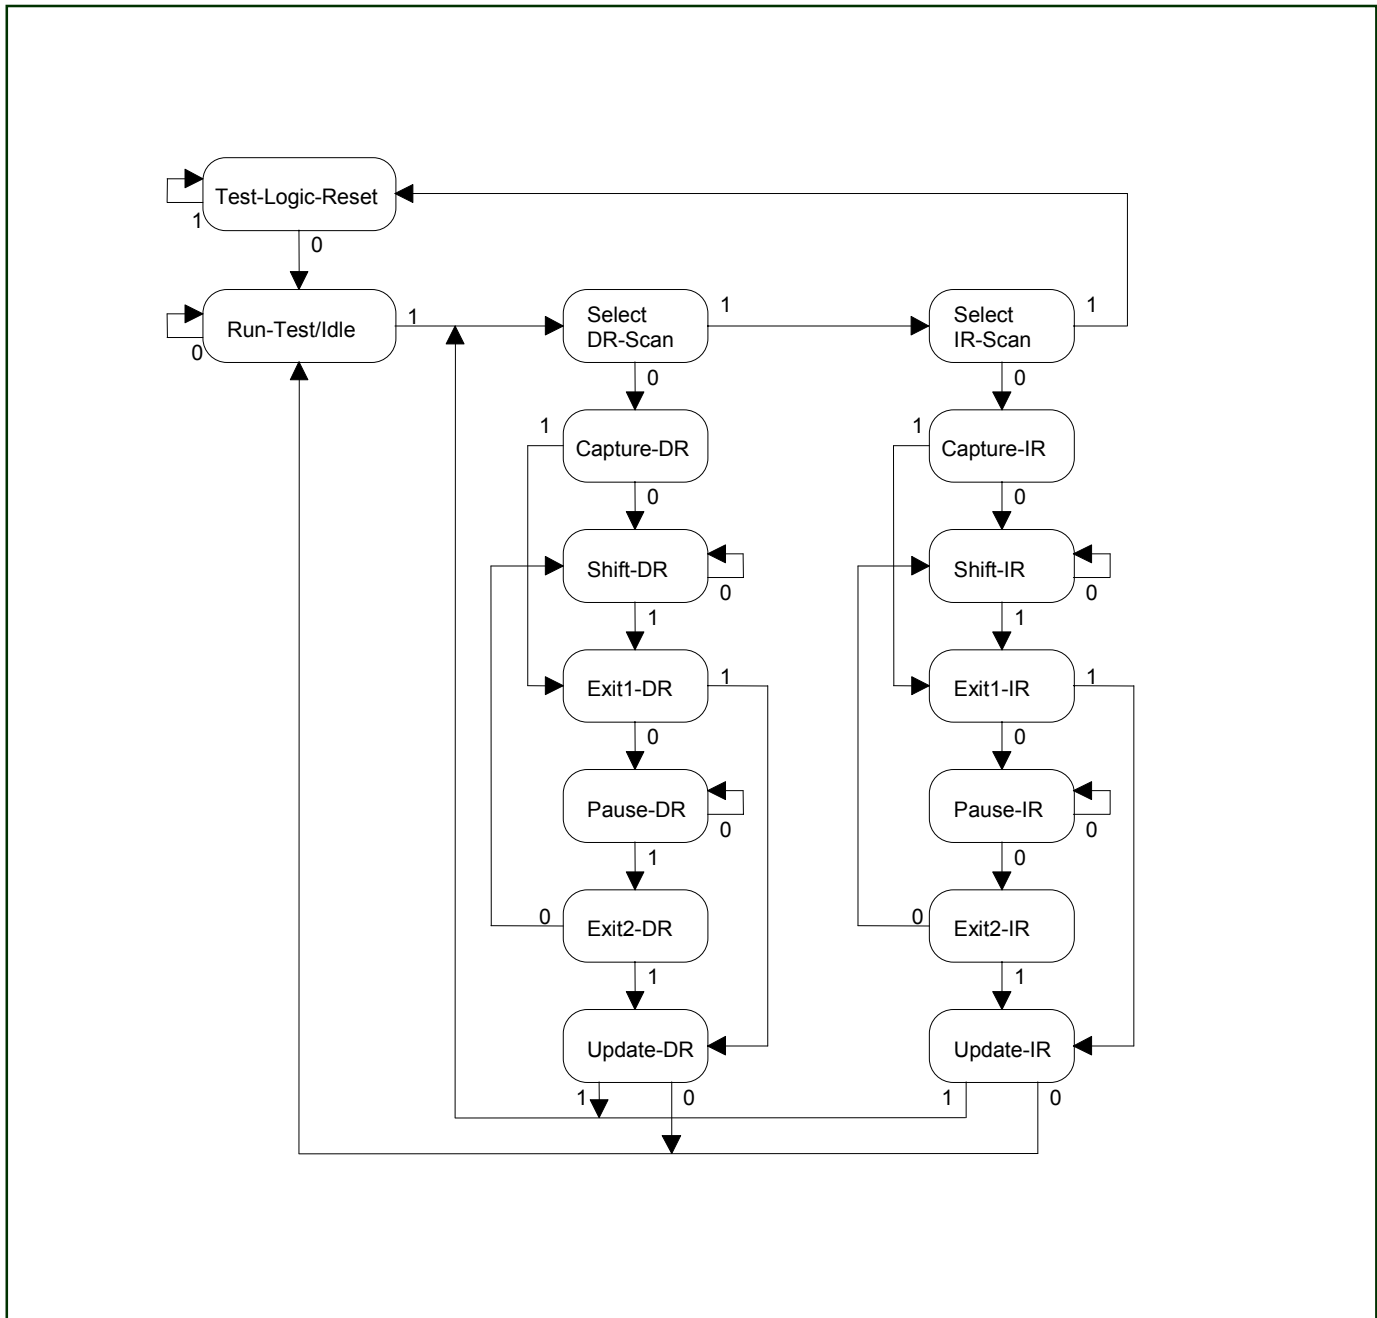 Test-Logic-Reset
1
0
Run-Test/Idle
1
0
Select
DR-Scan
1
0
Select
IR-Scan
1
0
1
Capture-DR
0
1
Capture-IR
0
Shift-DR
0
1
Shift-IR
0
1
Exit1-DR
1
0
Exit1-IR
1
0
Pause-DR
0
1
Pause-IR
0
0
0
Exit2-DR
1
0
Exit2-IR
1
Update-DR
1
0
Update-IR
1
0